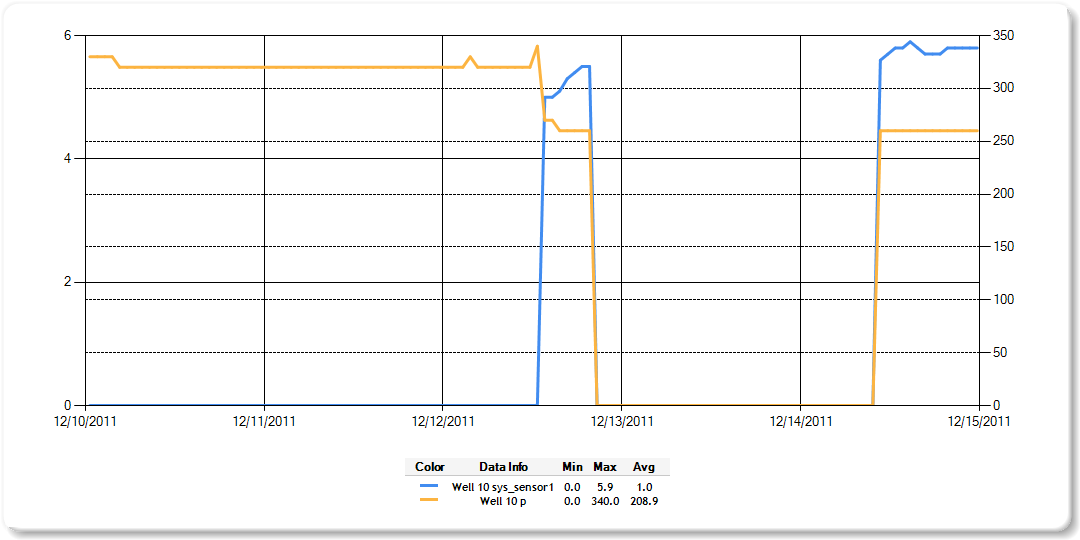 6 350
300
250
4
200
150
2
100
50
0 0
12/10/2011 12/11/2011 12/12/2011 12/13/2011 12/14/2011 12/15/2011
Color Data Info Min Max Avg
Well 10 sys_sensor1 0.0 5.9 1.0
Well 10 p 0.0 340.0 208.9